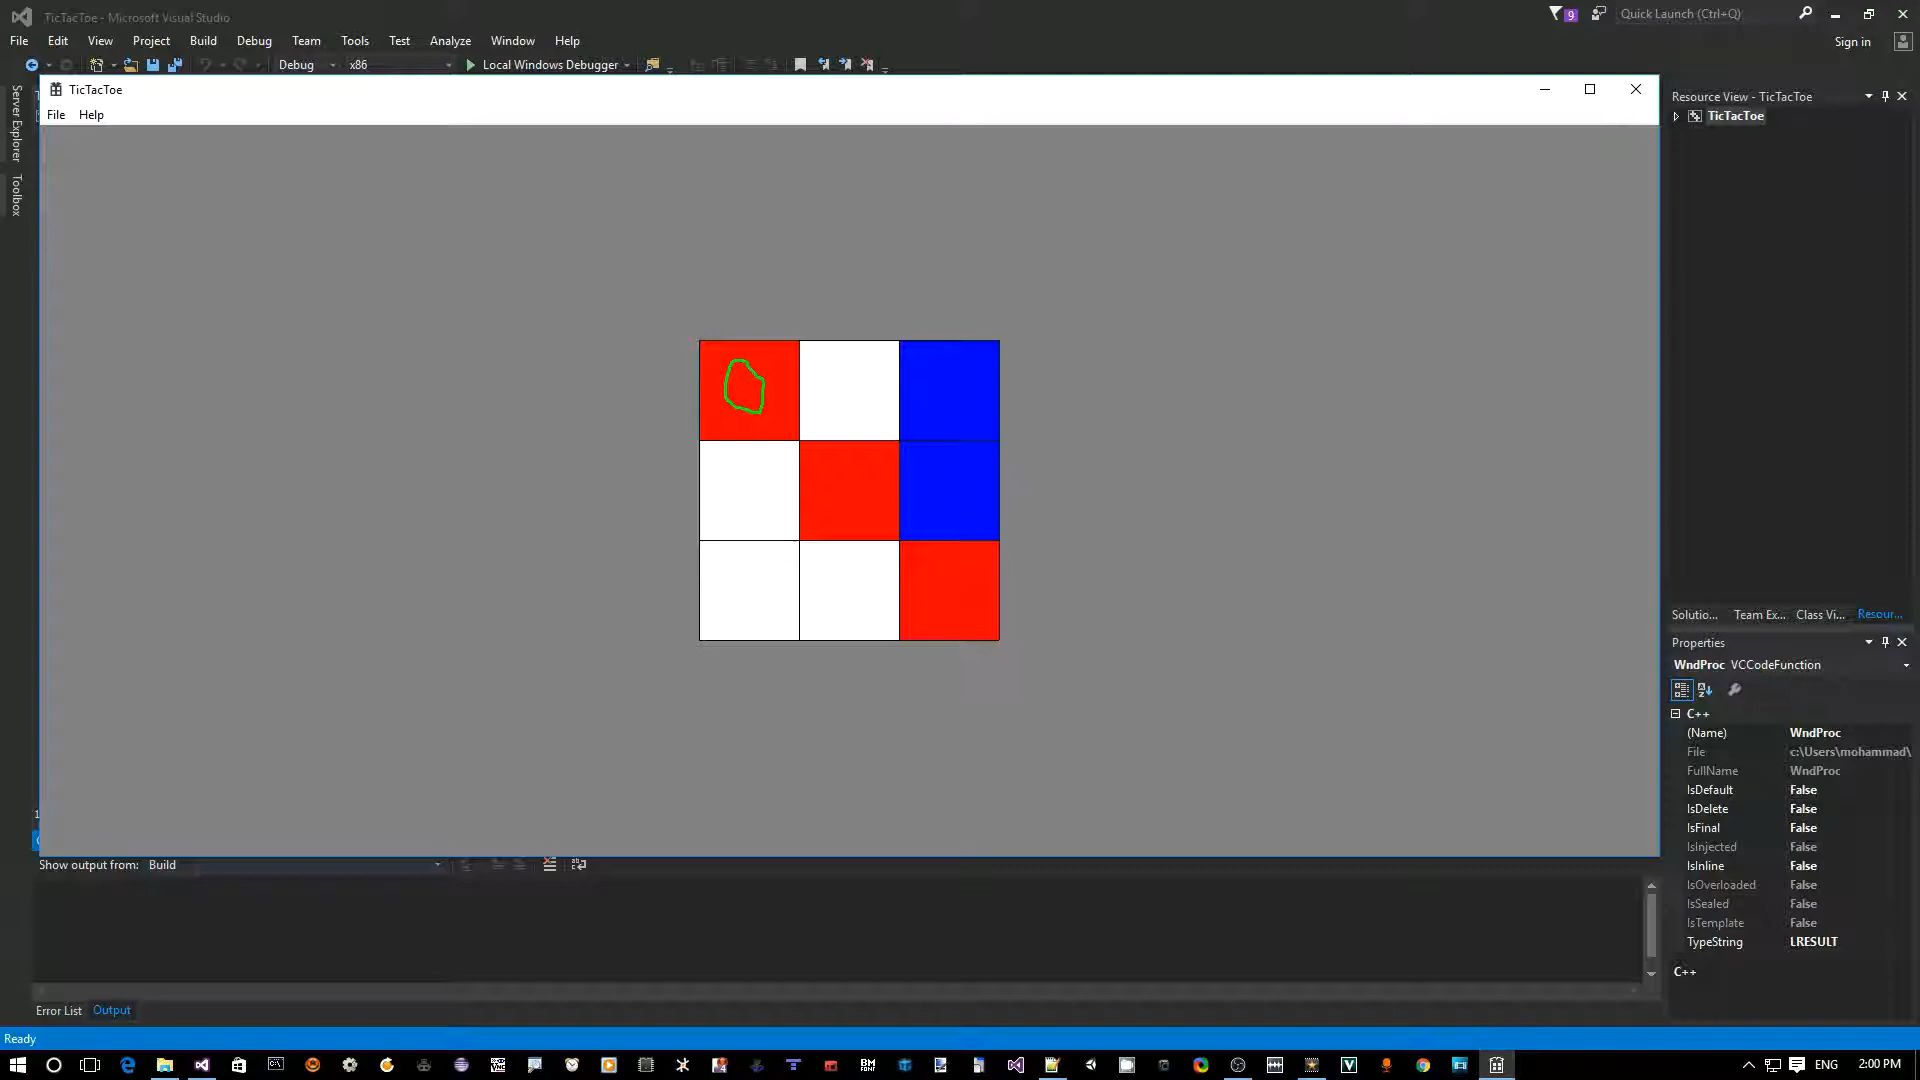 TicTacToe - Microsoft Visual Studio
9
Quick Launch (Ctrl+Q)
File Edit View Project Build Debug Team Tools Test Analyze Window Help
Sign in
Debug x86 Local Windows Debugger
Server Explorer
Toolbox
TicTacToe
File Help
Resource View - TicTacToe
TicTacToe
Solutio... Team Ex... Class Vi... Resour...
Properties
WndProc VCCodeFunction
C++
(Name) WndProc
File c:\Users\mohammad\
FullName WndProc
IsDefault False
IsDelete False
IsFinal False
IsInjected False
IsInline False
IsOverloaded False
IsSealed False
IsTemplate False
TypeString LRESULT
C++
Show output from: Build
Error List Output
Ready
BM
FONT
ENG
2:00 PM